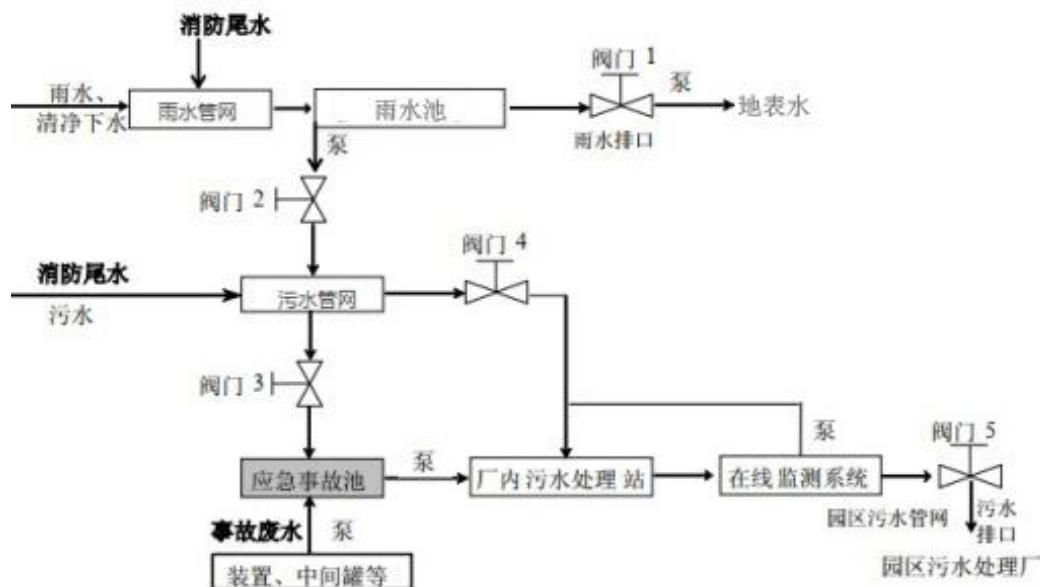 消防尾水
阀门 1
泵
雨水、
清净下水
雨水管网
雨水池
地表水
雨水排口
泵
阀门 2
阀门 4
消防尾水
污水
污水管网
阀门 3
泵
阀门 5
泵
应急事故池
厂内污水处理 站
在线监测系统
事故废水
泵
园区污水管网
污水
排口
装置、中间罐等
园区污水处理厂